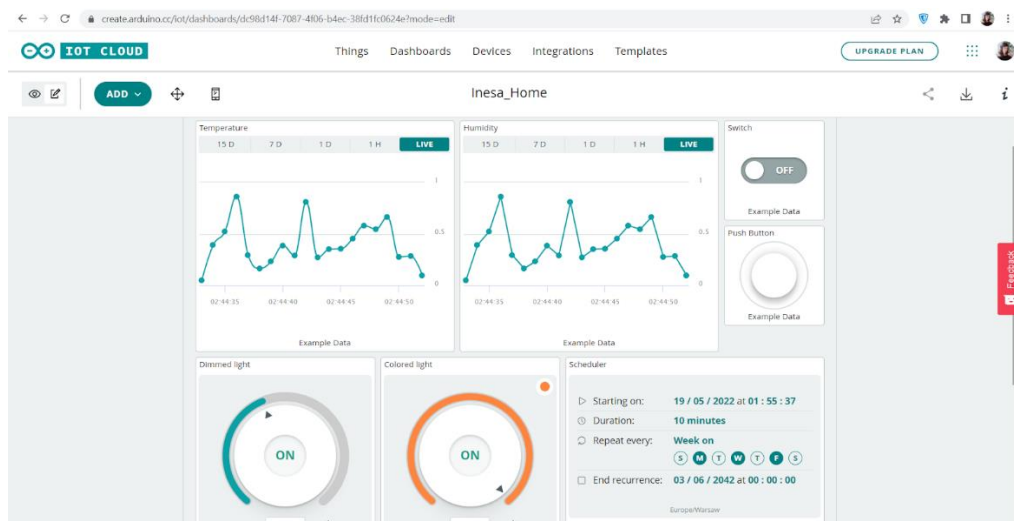 create.arduino.cc/iot/dashboards/dc98d14f-7087-4f06-b4ec-38fd1fc0624e?mode=edit
IOT CLOUD
Things Dashboards Devices Integrations Templates
UPGRADE PLAN
ADD
Inesa_Home
i
Temperature
15 D 7 D 1 D 1 H LIVE
1
0.5
0
02:44:35 02:44:40 02:44:45 02:44:50
Example Data
Humidity
15 D 7 D 1 D 1 H LIVE
1
0.5
0
02:44:35 02:44:40 02:44:45 02:44:50
Example Data
Switch
OFF
Example Data
Push Button
Example Data
Feedback
Dimmed light
ON
Colored light
ON
Scheduler
Starting on: 19 / 05 / 2022 at 01 : 55 : 37
Duration: 10 minutes
Repeat every: Week on
S M T W T F S
End recurrence: 03 / 06 / 2042 at 00 : 00 : 00
Europe/Warsaw